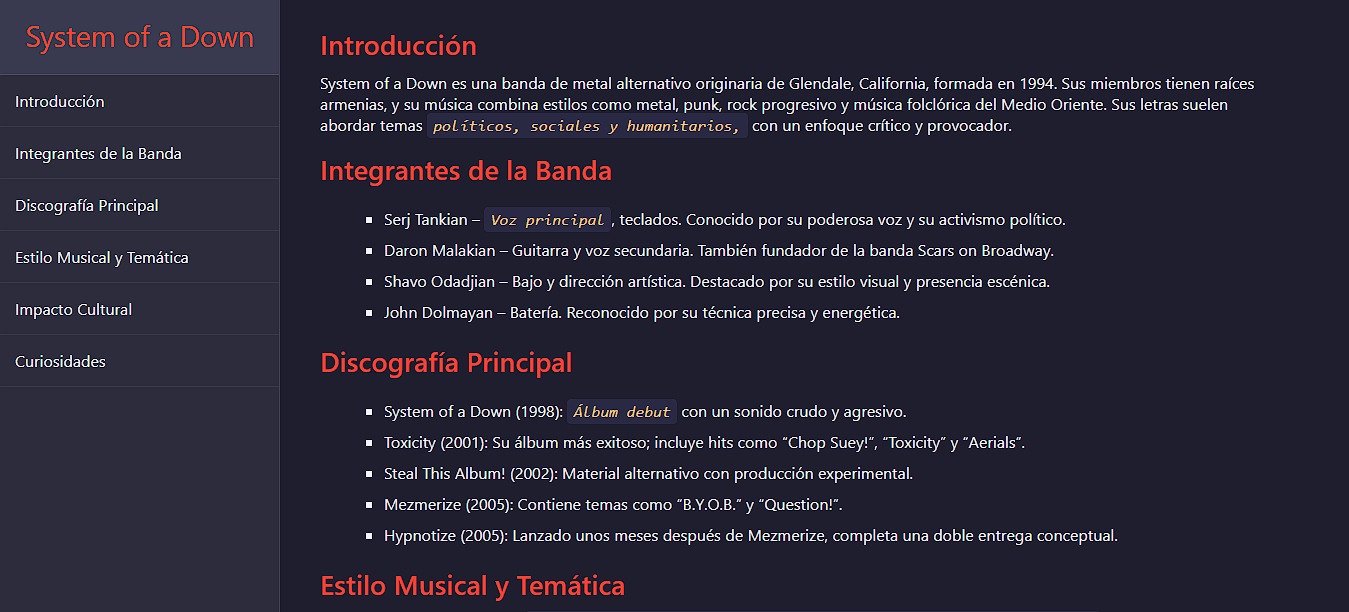 System of a Down
Introducción
Integrantes de la Banda
Discografía Principal
Estilo Musical y Temática
Impacto Cultural
Curiosidades
Introducción
System of a Down es una banda de metal alternativo originaria de Glendale, California, formada en 1994. Sus miembros tienen raíces
armenias, y su música combina estilos como metal, punk, rock progresivo y música folclórica del Medio Oriente. Sus letras suelen
abordar temas políticos, sociales y humanitarios, con un enfoque crítico y provocador.
Integrantes de la Banda
Serj Tankian – Voz principal, teclados. Conocido por su poderosa voz y su activismo político.
Daron Malakian – Guitarra y voz secundaria. También fundador de la banda Scars on Broadway.
Shavo Odadjian – Bajo y dirección artística. Destacado por su estilo visual y presencia escénica.
John Dolmayan – Batería. Reconocido por su técnica precisa y energética.
Discografía Principal
System of a Down (1998): Álbum debut con un sonido crudo y agresivo.
Toxicity (2001): Su álbum más exitoso; incluye hits como “Chop Suey!”, “Toxicity” y “Aerials”.
Steal This Album! (2002): Material alternativo con producción experimental.
Mezmerize (2005): Contiene temas como “B.Y.O.B.” y “Question!”.
Hypnotize (2005): Lanzado unos meses después de Mezmerize, completa una doble entrega conceptual.
Estilo Musical y Temática